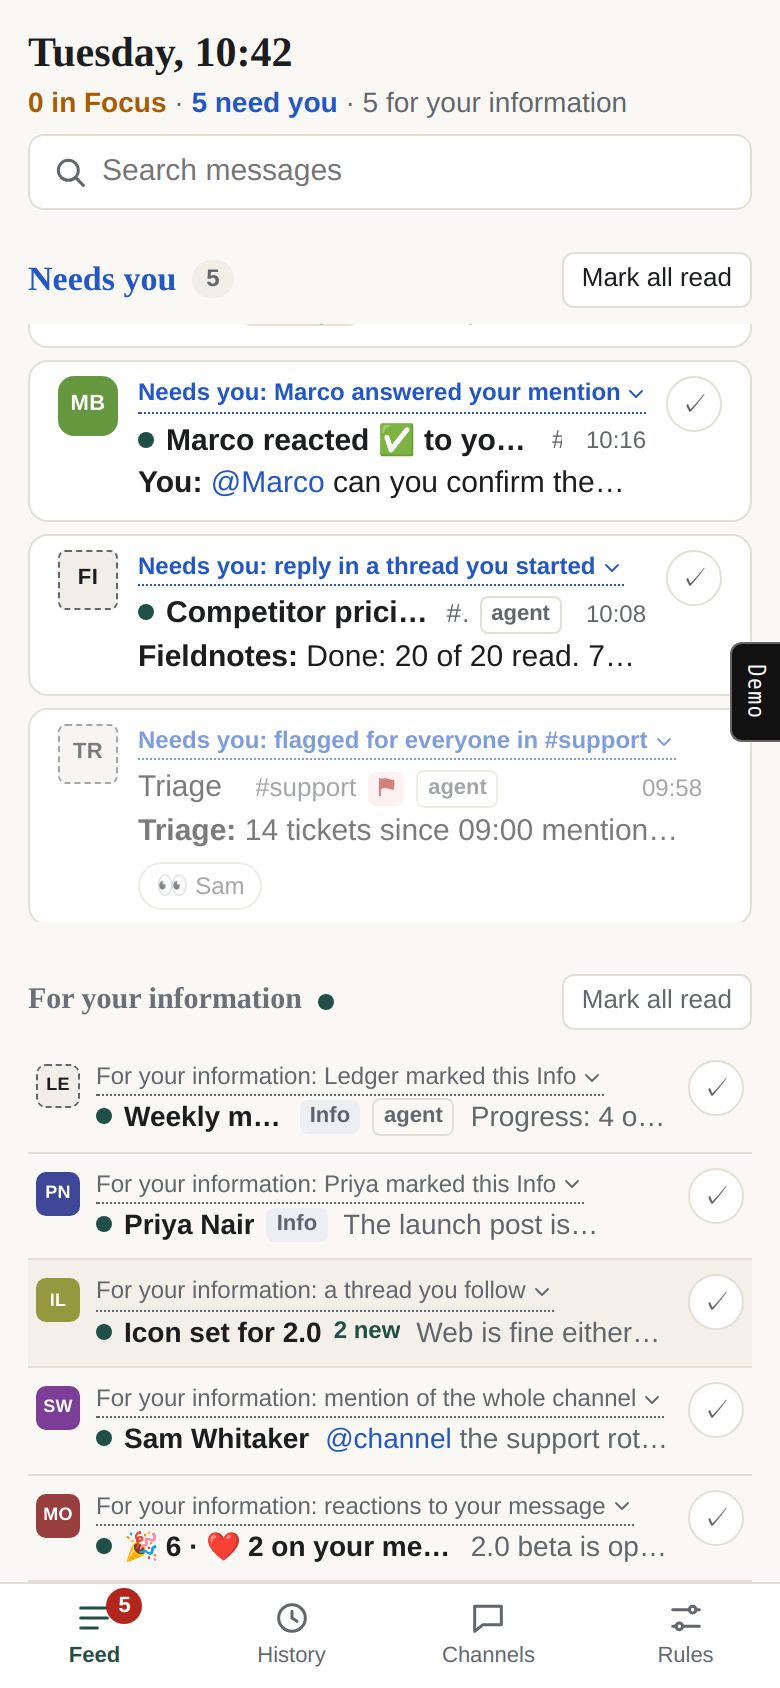 Tuesday, 10:42
0 in Focus · 5 need you · 5 for your information
Search messages
Needs you 5 Mark all read
MB Needs you: Marco answered your mention
Marco reacted ✅ to yo… # 10:16
You: @Marco can you confirm the…
FI Needs you: reply in a thread you started
Competitor prici… #. agent 10:08
Fieldnotes: Done: 20 of 20 read. 7…
Demo
TR Needs you: flagged for everyone in #support
Triage #support agent 09:58
Triage: 14 tickets since 09:00 mention…
👀 Sam
For your information Mark all read
LE For your information: Ledger marked this Info
Weekly m… Info agent Progress: 4 o…
PN For your information: Priya marked this Info
Priya Nair Info The launch post is…
IL For your information: a thread you follow
Icon set for 2.0 2 new Web is fine either…
SW For your information: mention of the whole channel
Sam Whitaker @channel the support rot…
MO For your information: reactions to your message
🎉 6 · ❤️ 2 on your me… 2.0 beta is op…
5
Feed History Channels Rules